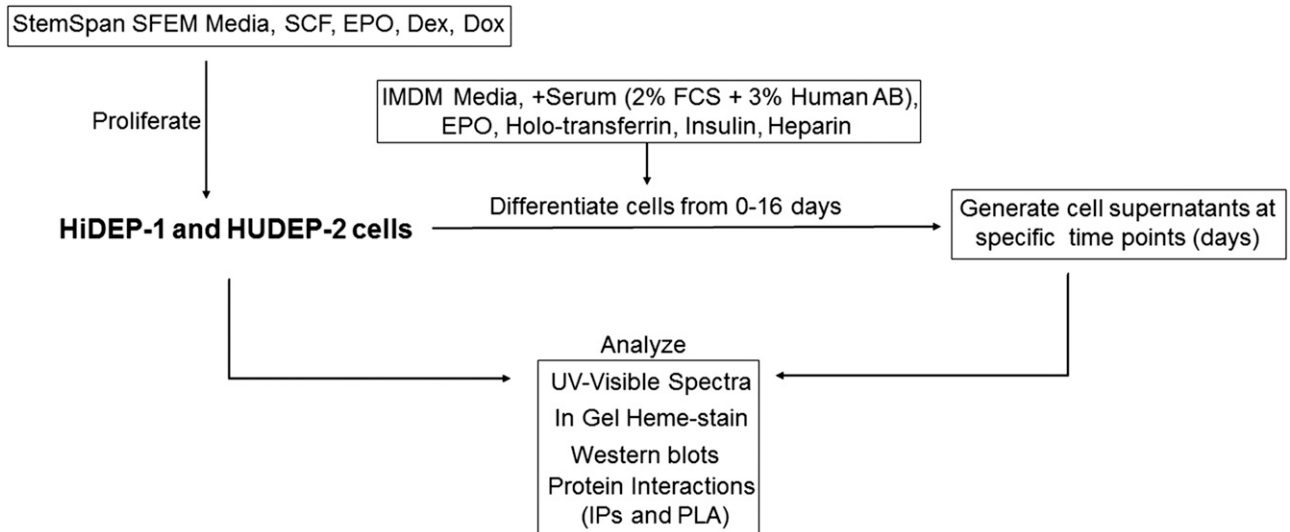 StemSpan SFEM Media, SCF, EPO, Dex, Dox
Proliferate
IMDM Media, +Serum (2% FCS + 3% Human AB),
EPO, Holo-transferrin, Insulin, Heparin
HiDEP-1 and HUDEP-2 cells
Differentiate cells from 0-16 days
Generate cell supernatants at
specific time points (days)
Analyze
UV-Visible Spectra
In Gel Heme-stain
Western blots
Protein Interactions
(IPs and PLA)